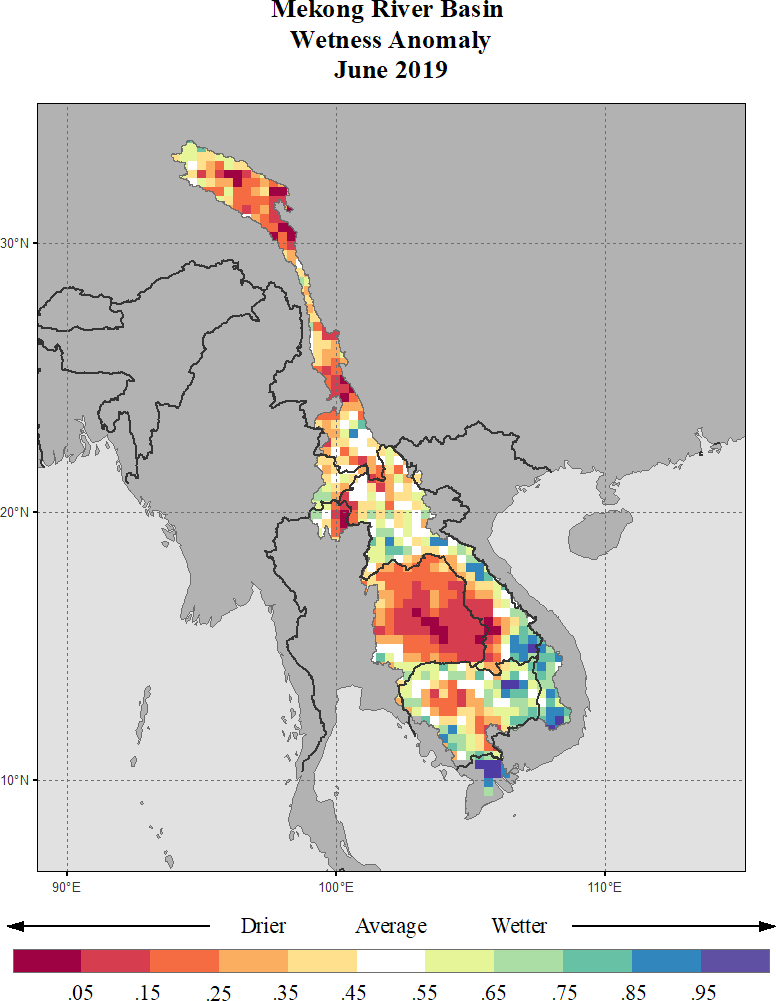 Mekong River Basin
Wetness Anomaly
June 2019
30°N
20°N
10°N
90°E 100°E 110°E
Drier Average Wetter
.05 .15 .25 .35 .45 .55 .65 .75 .85 .95